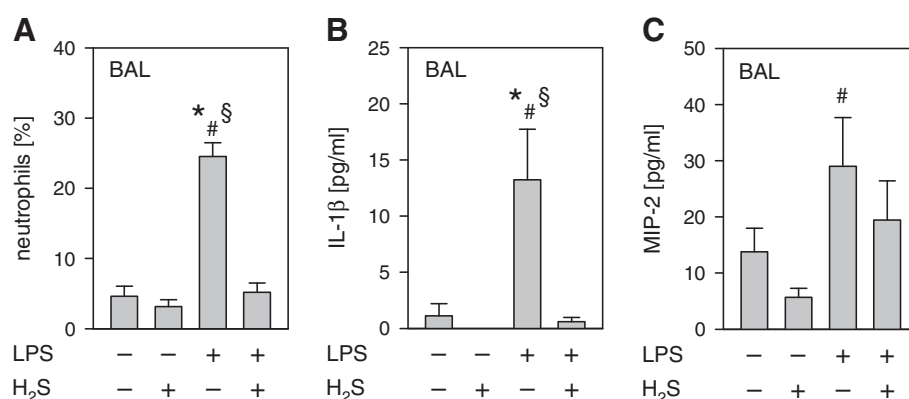 A
B
C
40
30
20
10
0
neutrophils [%]
BAL
* §
#
25
20
15
10
5
0
IL-1β [pg/ml]
BAL
* §
#
50
40
30
20
10
0
MIP-2 [pg/ml]
BAL
#
LPS − − + +
H₂S − + − +
LPS − − + +
H₂S − + − +
LPS − − + +
H₂S − + − +